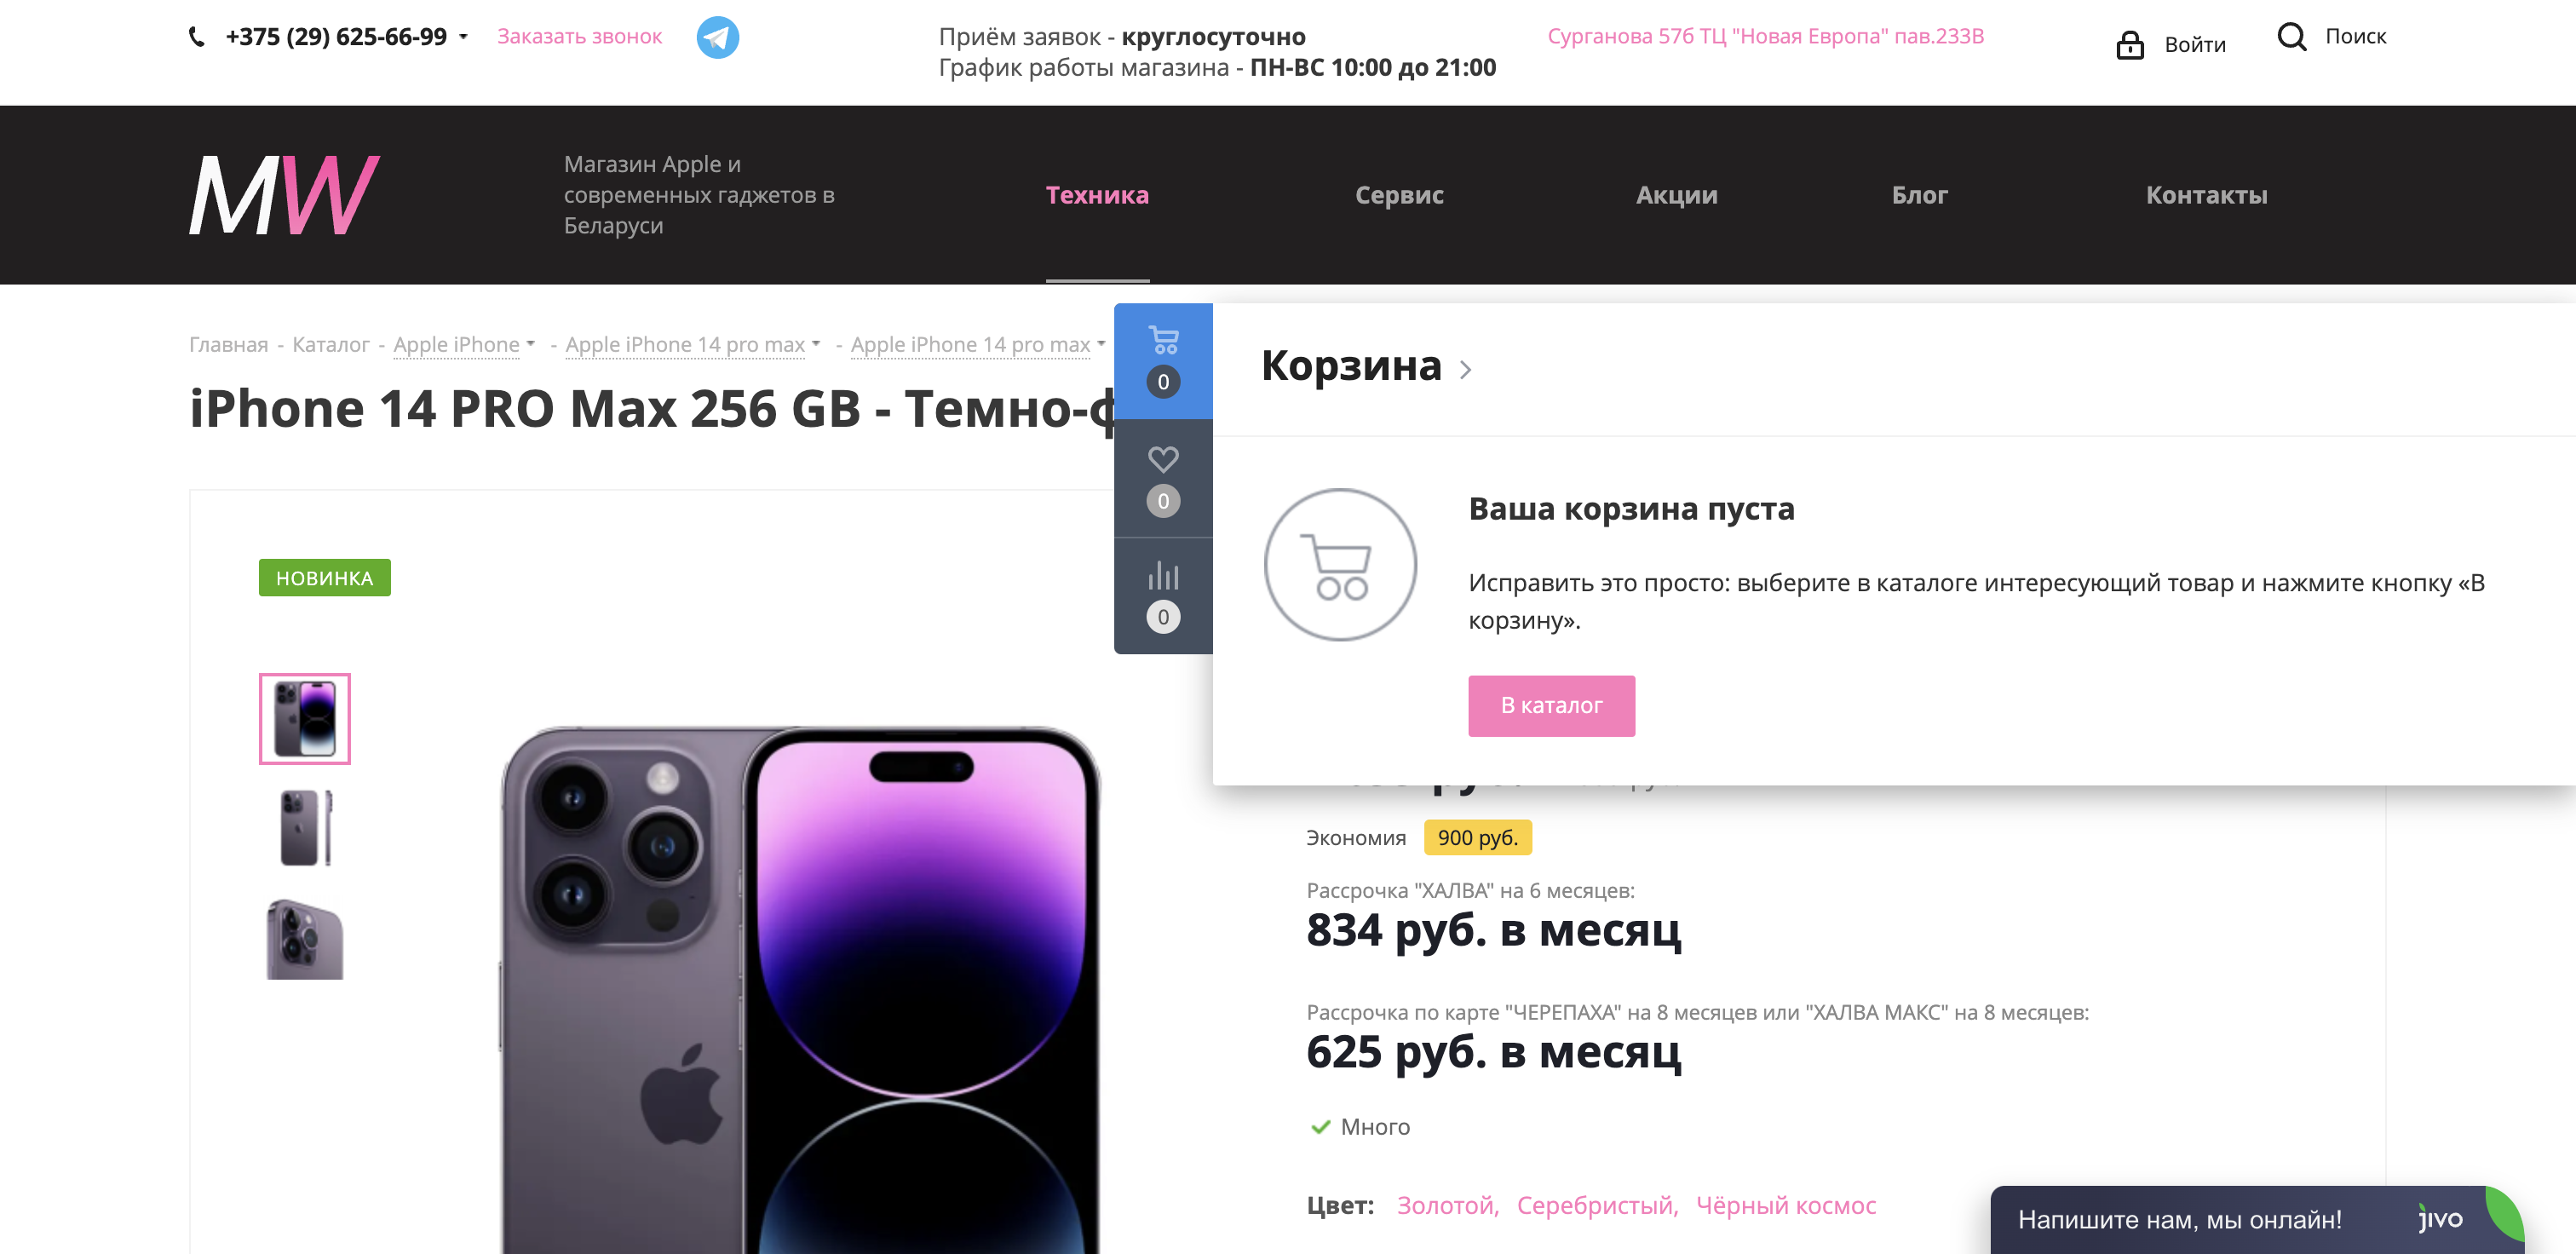 +375 (29) 625-66-99
Заказать звонок
Приём заявок - круглосуточно
График работы магазина - ПН-ВС 10:00 до 21:00
Сурганова 57б ТЦ "Новая Европа" пав.233В
Войти
Поиск
MW
Магазин Apple и
современных гаджетов в
Беларуси
Техника
Сервис
Акции
Блог
Контакты
Главная - Каталог - Apple iPhone - Apple iPhone 14 pro max - Apple iPhone 14 pro max
iPhone 14 PRO Max 256 GB - Темно-ф
0
0
0
Корзина
Ваша корзина пуста
Исправить это просто: выберите в каталоге интересующий товар и нажмите кнопку «В
корзину».
В каталог
НОВИНКА
Экономия 900 руб.
Рассрочка "ХАЛВА" на 6 месяцев:
834 руб. в месяц
Рассрочка по карте "ЧЕРЕПАХА" на 8 месяцев или "ХАЛВА МАКС" на 8 месяцев:
625 руб. в месяц
Много
Цвет: Золотой, Серебристый, Чёрный космос
Напишите нам, мы онлайн!
jivo